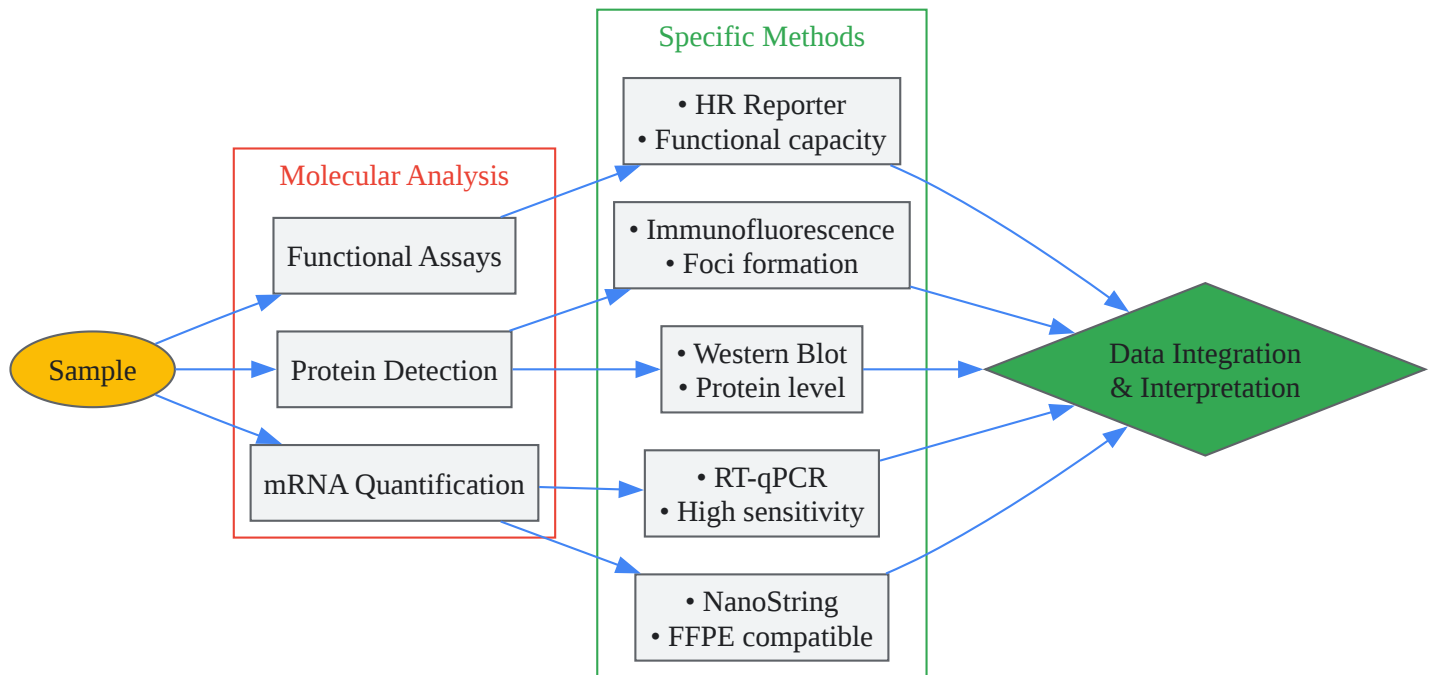 Sample
Molecular Analysis
Functional Assays
Protein Detection
mRNA Quantification
Specific Methods
• HR Reporter
• Functional capacity
• Immunofluorescence
• Foci formation
• Western Blot
• Protein level
• RT-qPCR
• High sensitivity
• NanoString
• FFPE compatible
Data Integration
& Interpretation